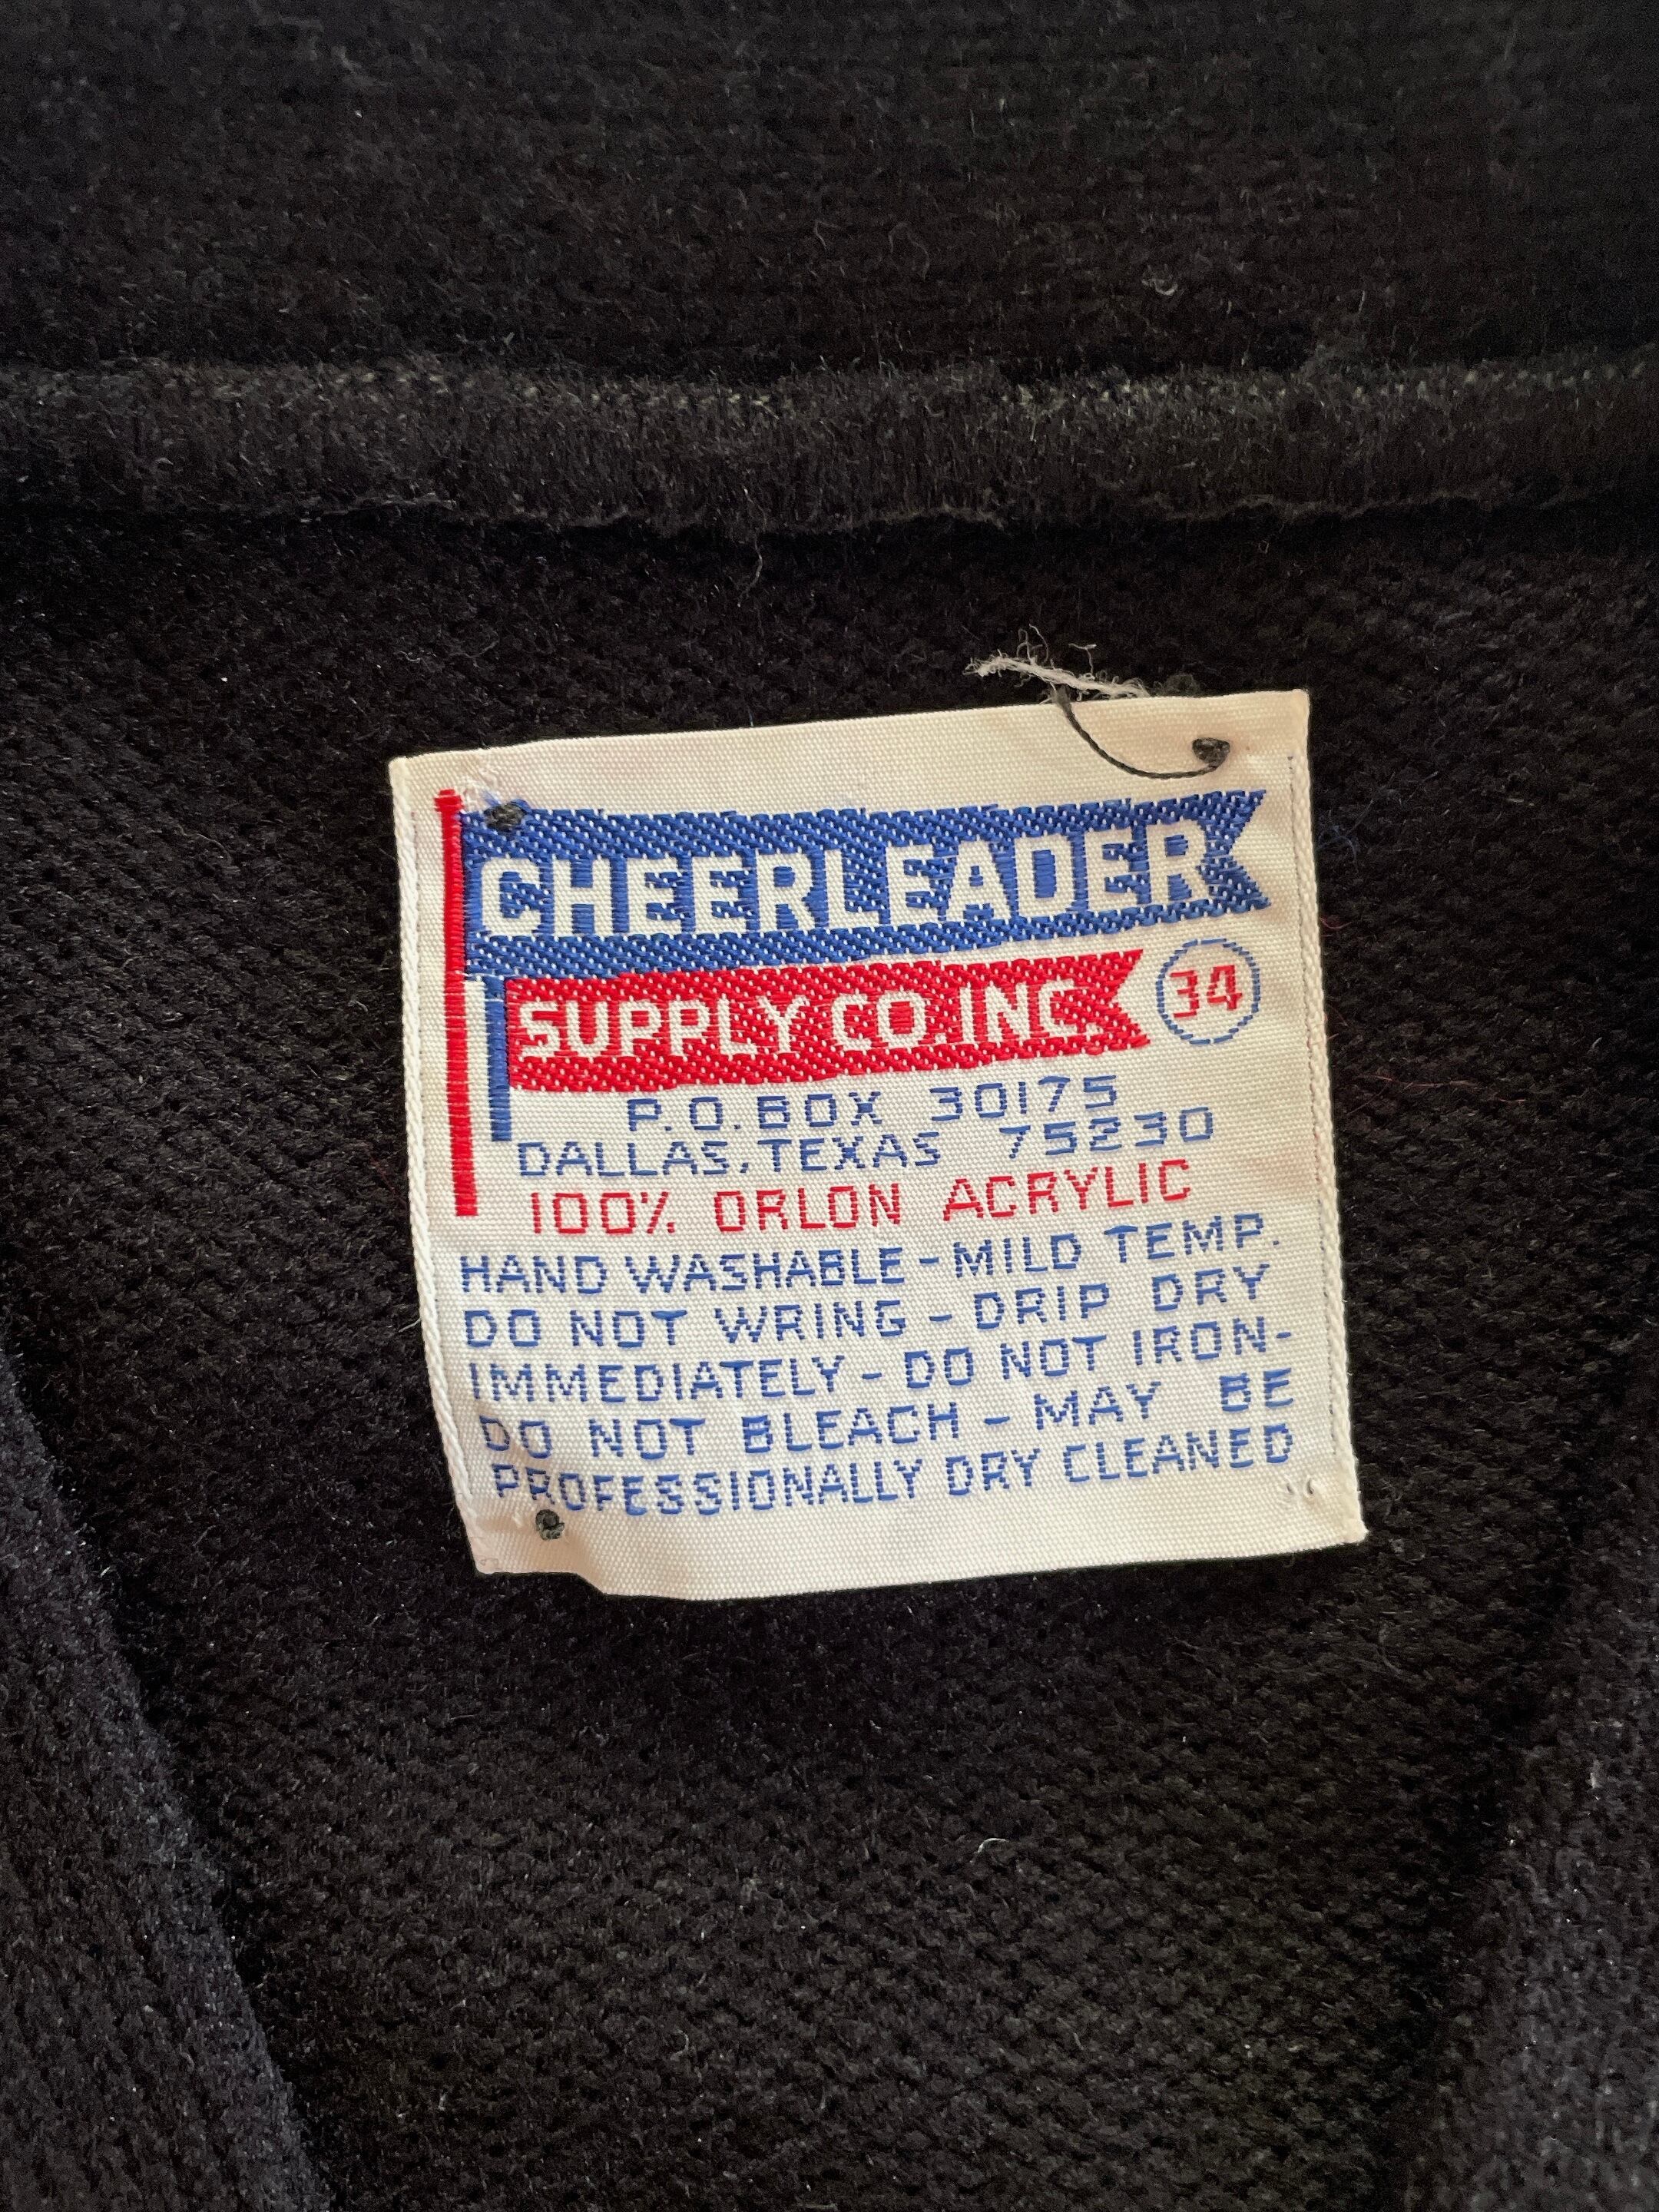 CHEERLEADER
SUPPLY CO. INC. 34
P.O. BOX 30175
DALLAS, TEXAS 75230
100% ORLON ACRYLIC
HAND WASHABLE - MILD TEMP.
DO NOT WRING - DRIP DRY
IMMEDIATELY - DO NOT IRON-
DO NOT BLEACH - MAY BE
PROFESSIONALLY DRY CLEANED